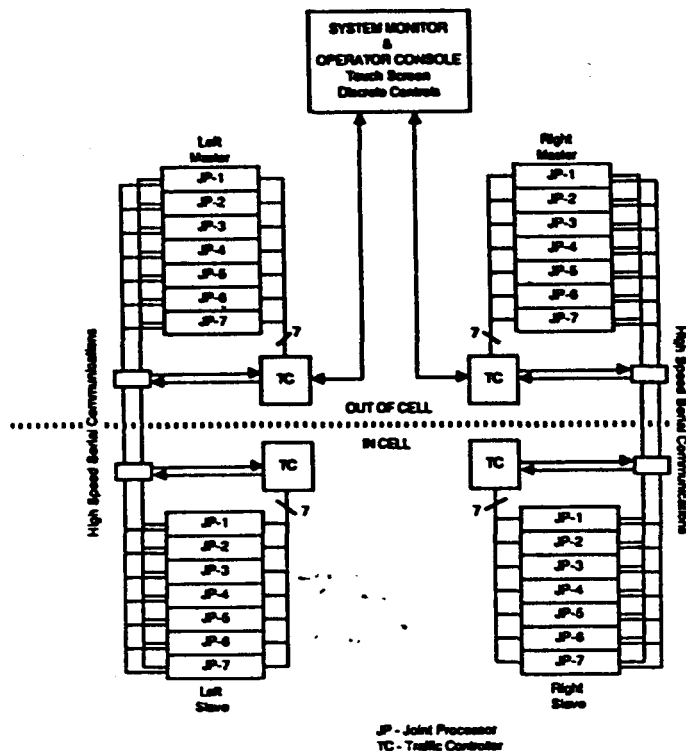 SYSTEM MONITOR
&
OPERATOR CONSOLE
Touch Screen
Discrete Controls
Left
Master
JP-1
JP-2
JP-3
JP-4
JP-5
JP-6
JP-7
7
TC
Right
Master
JP-1
JP-2
JP-3
JP-4
JP-5
JP-6
JP-7
7
TC
High Speed Serial Communications
High Speed Serial Communications
OUT OF CELL
IN CELL
TC
7
JP-1
JP-2
JP-3
JP-4
JP-5
JP-6
JP-7
Left
Slave
TC
7
JP-1
JP-2
JP-3
JP-4
JP-5
JP-6
JP-7
Right
Slave
JP - Joint Processor
TC - Traffic Controller